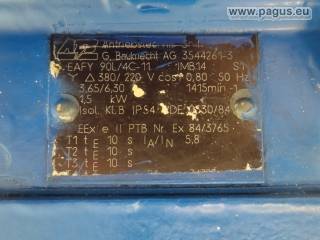 © www.pagus.eu
G. Bauknecht AG 3544261-3
EAFY 90L/4C-11 IMB14 S1
Y Δ 380/220 V cos 0,80 50 Hz
3,65/6,30 1415 min-1
1,5 kW
Isol. Kl.B IP54 VDE 0530/84
EEx e II PTB Nr. Ex 84/3765
T1 tE 10 s IA/IN 5,8
T2 tE 10 s
T3 tE 10 s